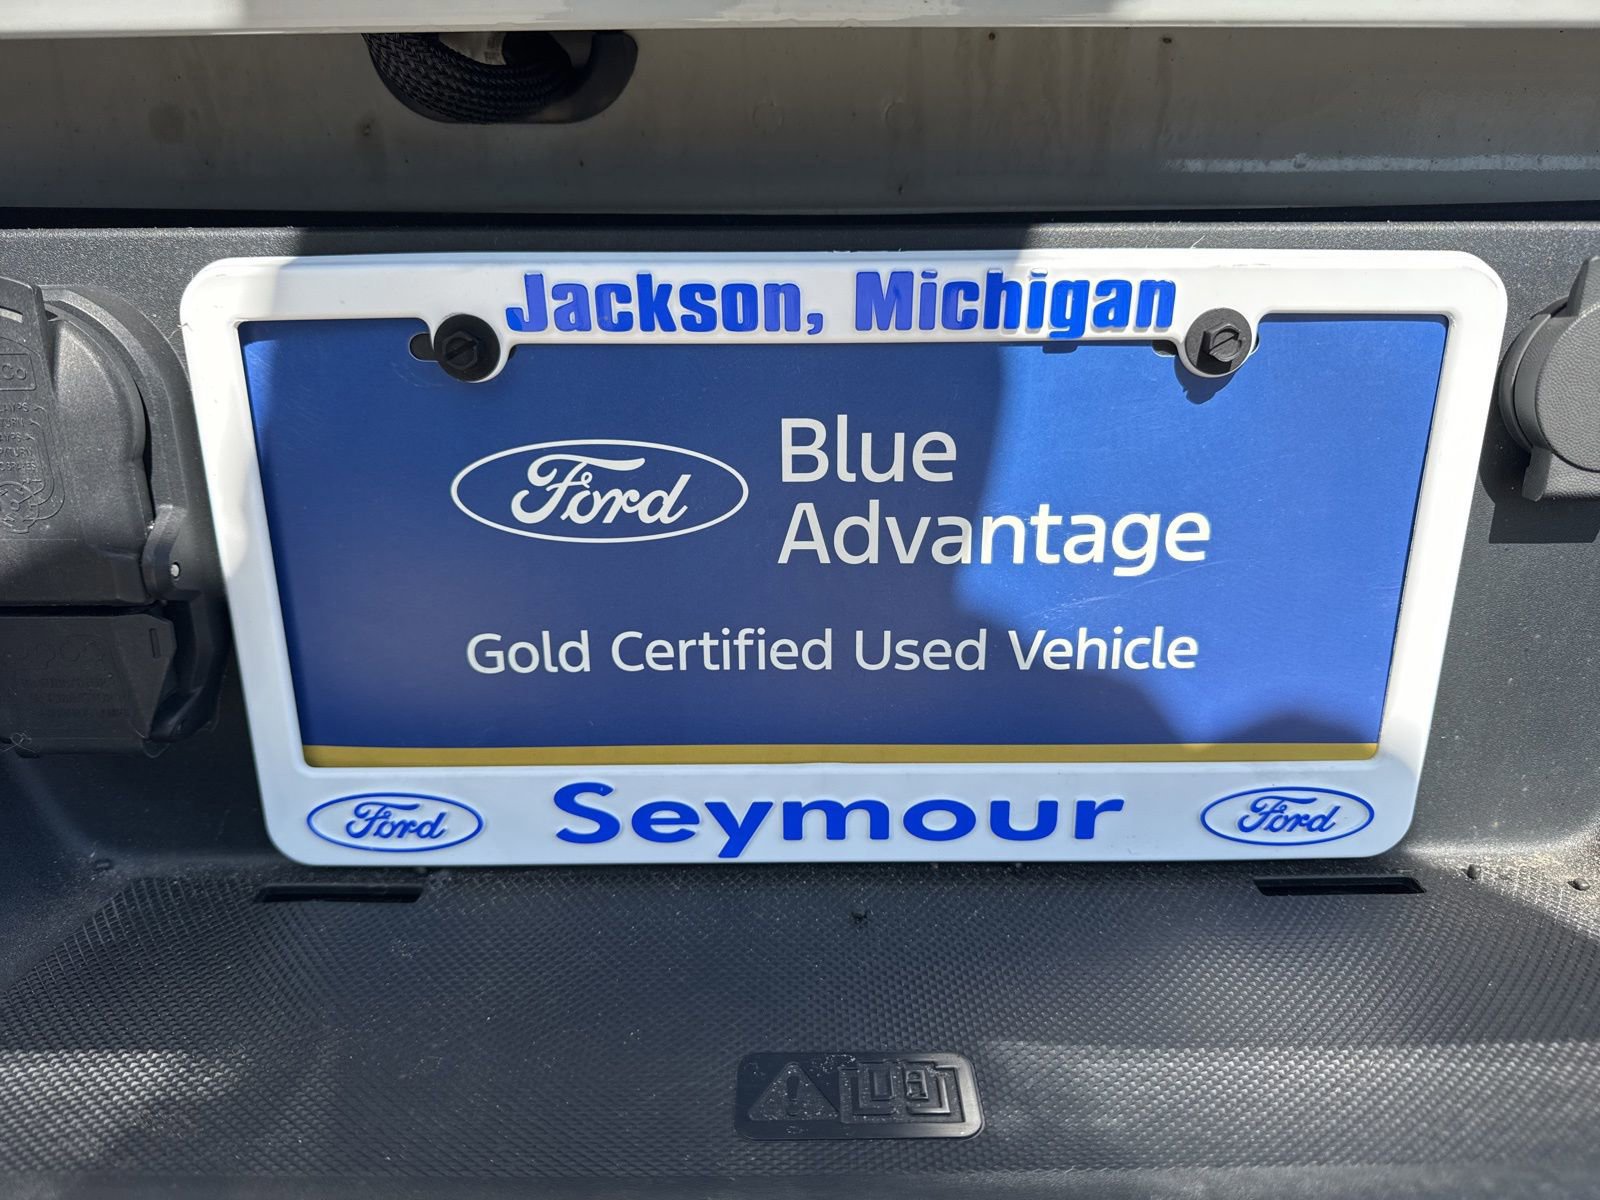 Jackson, Michigan
Ford
Blue
Advantage
Gold Certified Used Vehicle
Ford
Seymour
Ford